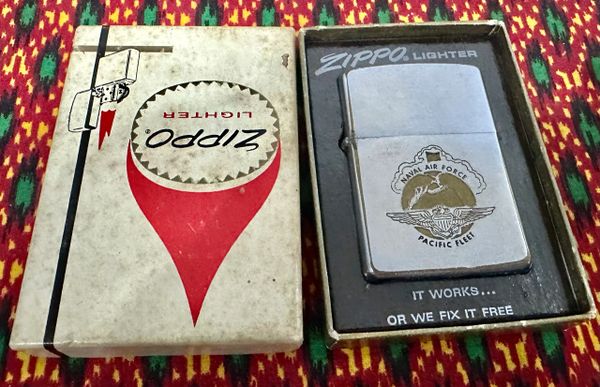 ZIPPO®
LIGHTER
ZIPPO® LIGHTER
NAVAL AIR FORCE
PACIFIC FLEET
IT WORKS...
OR WE FIX IT FREE